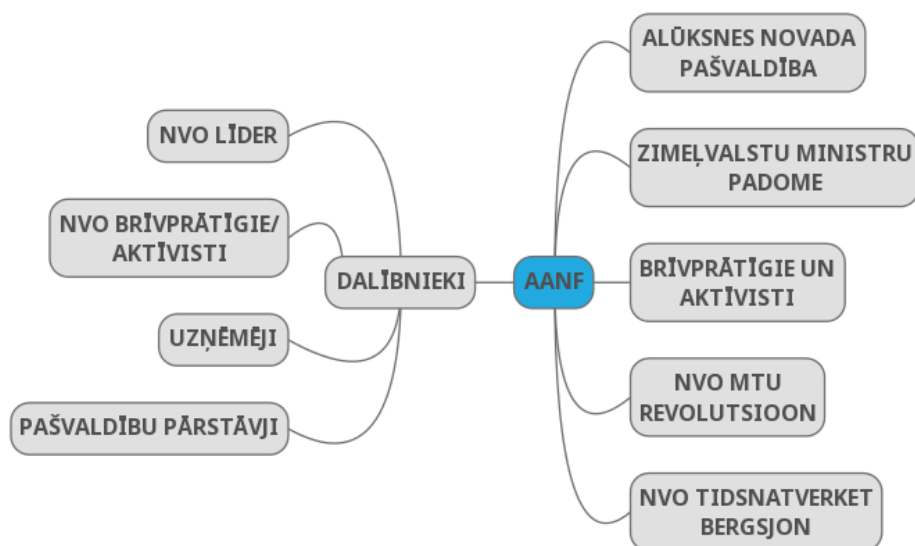 NVO LĪDER
NVO BRĪVPRĀTĪGIE/
AKTĪVISTI
UZŅĒMĒJI
PAŠVALDĪBU PĀRSTĀVJI
DALĪBNIEKI
AANF
ALŪKSNES NOVADA
PAŠVALDĪBA
ZIMEĻVALSTU MINISTRU
PADOME
BRĪVPRĀTĪGIE UN
AKTĪVISTI
NVO MTU
REVOLUTSIOON
NVO TIDSNATVERKET
BERGSJON